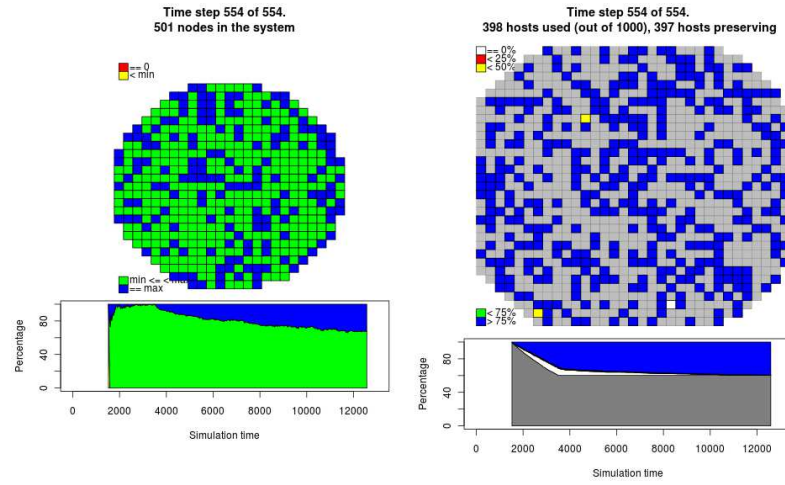 Time step 554 of 554.
501 nodes in the system
== 0
< min
== max
Percentage
0 40 80
0 2000 4000 6000 8000 10000 12000
Simulation time
Time step 554 of 554.
398 hosts used (out of 1000), 397 hosts preserving
== 0%
< 25%
< 50%
< 75%
> 75%
Percentage
0 40 80
0 2000 4000 6000 8000 10000 12000
Simulation time